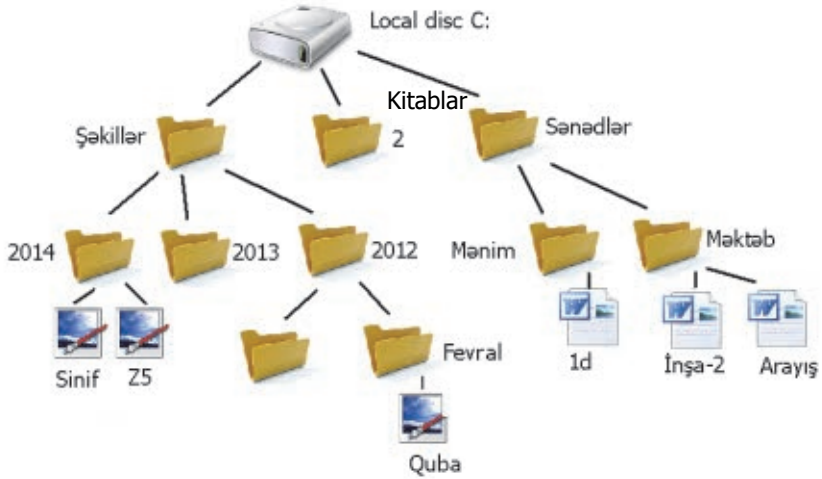 Local disc C:
Kitablar
Şəkillər
2
Sənədlər
2014
2013
2012
Mənim
Məktəb
Sinif
Z5
Fevral
1d
İnşa-2
Arayış
Quba